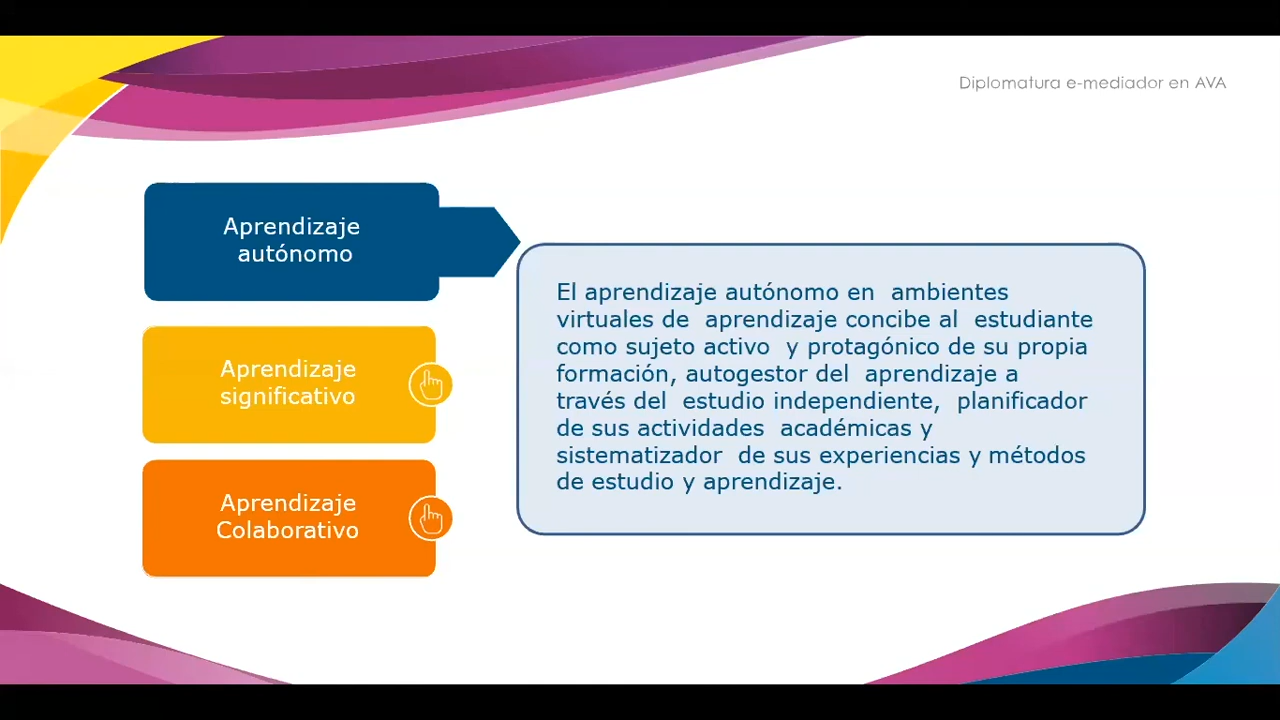 Diplomatura e-mediador en AVA
Aprendizaje
autónomo
El aprendizaje autónomo en ambientes
virtuales de aprendizaje concibe al estudiante
como sujeto activo y protagónico de su propia
formación, autogestor del aprendizaje a
través del estudio independiente, planificador
de sus actividades académicas y
sistematizador de sus experiencias y métodos
de estudio y aprendizaje.
Aprendizaje
significativo
Aprendizaje
Colaborativo